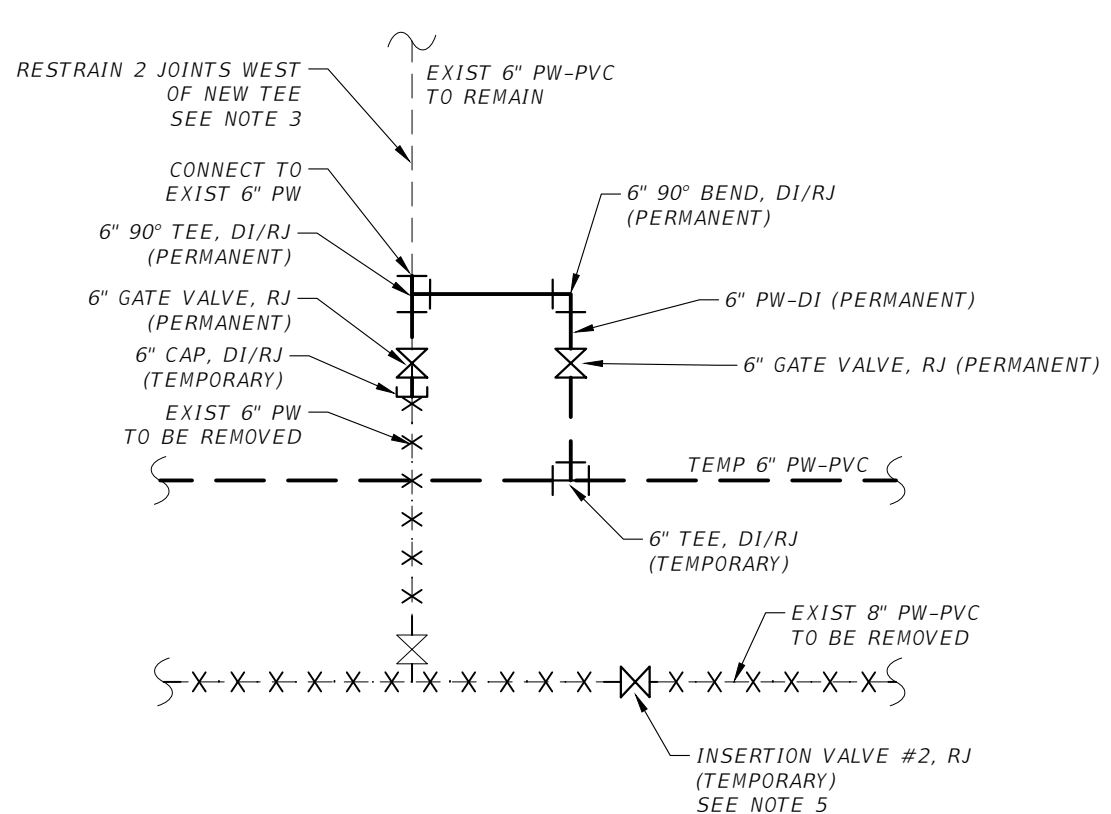 RESTRAIN 2 JOINTS WEST
OF NEW TEE
SEE NOTE 3
EXIST 6" PW-PVC
TO REMAIN
CONNECT TO
EXIST 6" PW
6" 90° BEND, DI/RJ
(PERMANENT)
6" 90° TEE, DI/RJ
(PERMANENT)
6" GATE VALVE, RJ
(PERMANENT)
6" PW-DI (PERMANENT)
6" CAP, DI/RJ
(TEMPORARY)
6" GATE VALVE, RJ (PERMANENT)
EXIST 6" PW
TO BE REMOVED
TEMP 6" PW-PVC
6" TEE, DI/RJ
(TEMPORARY)
EXIST 8" PW-PVC
TO BE REMOVED
INSERTION VALVE #2, RJ
(TEMPORARY)
SEE NOTE 5